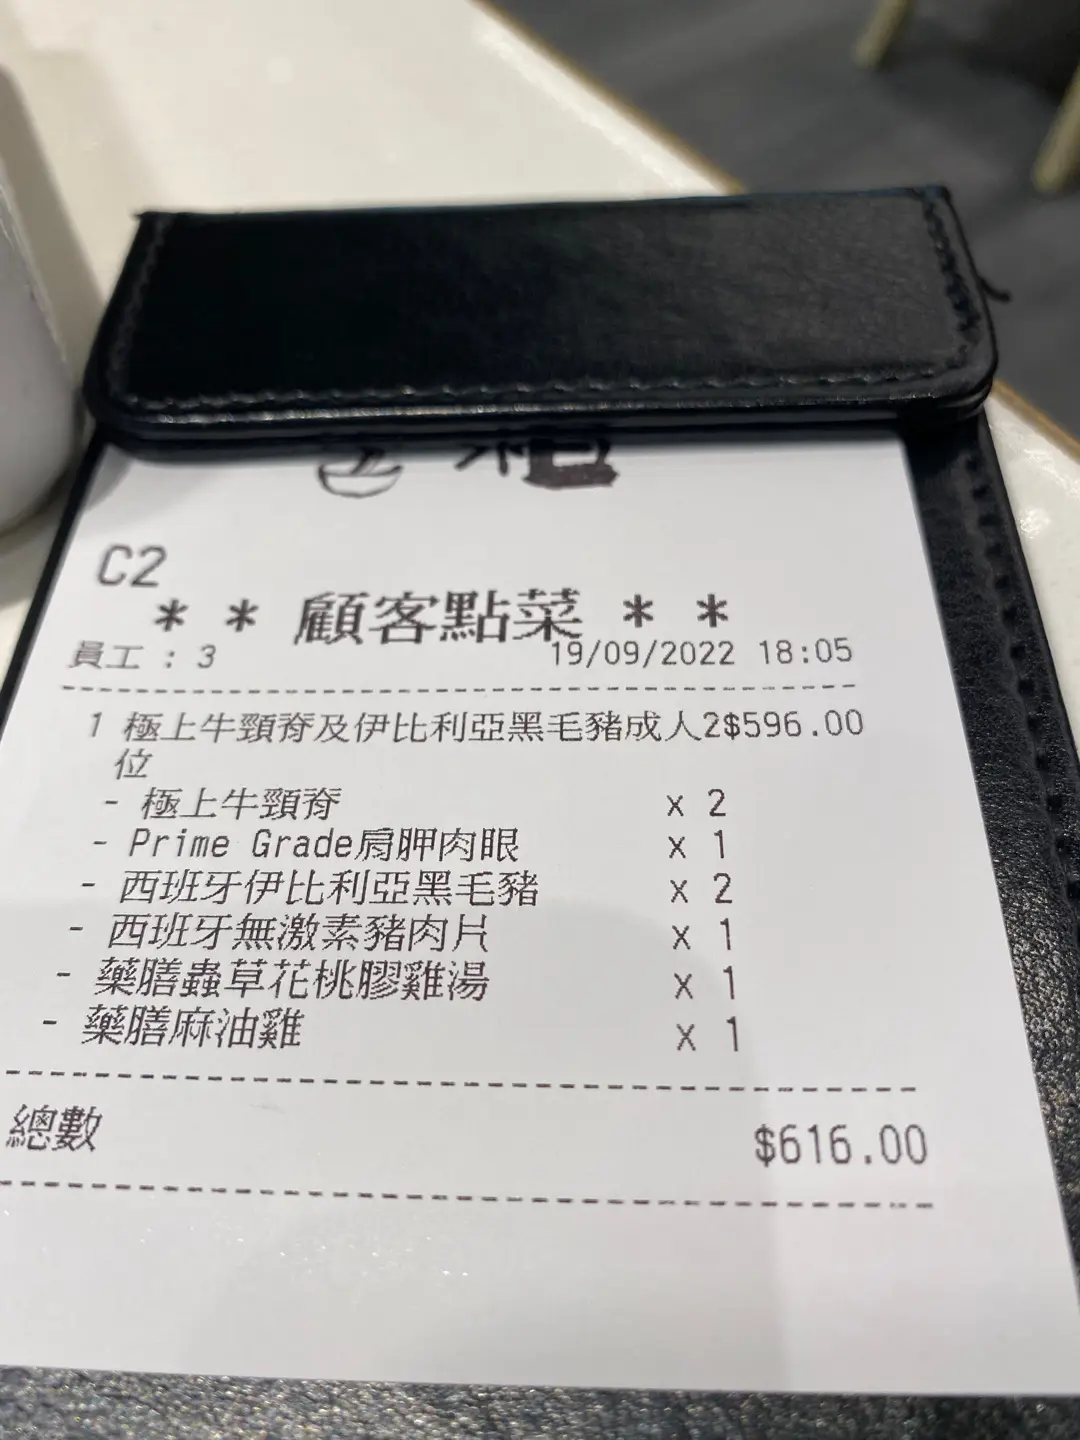 C2
* * 顧客點菜 * *
員工 : 3 19/09/2022 18:05
1 極上牛頸脊及伊比利亞黑毛豬成人2$596.00
位
- 極上牛頸脊 x 2
- Prime Grade肩胛肉眼 x 1
- 西班牙伊比利亞黑毛豬 x 2
- 西班牙無激素豬肉片 x 1
- 藥膳蟲草花桃膠雞湯 x 1
- 藥膳麻油雞 x 1
總數 $616.00